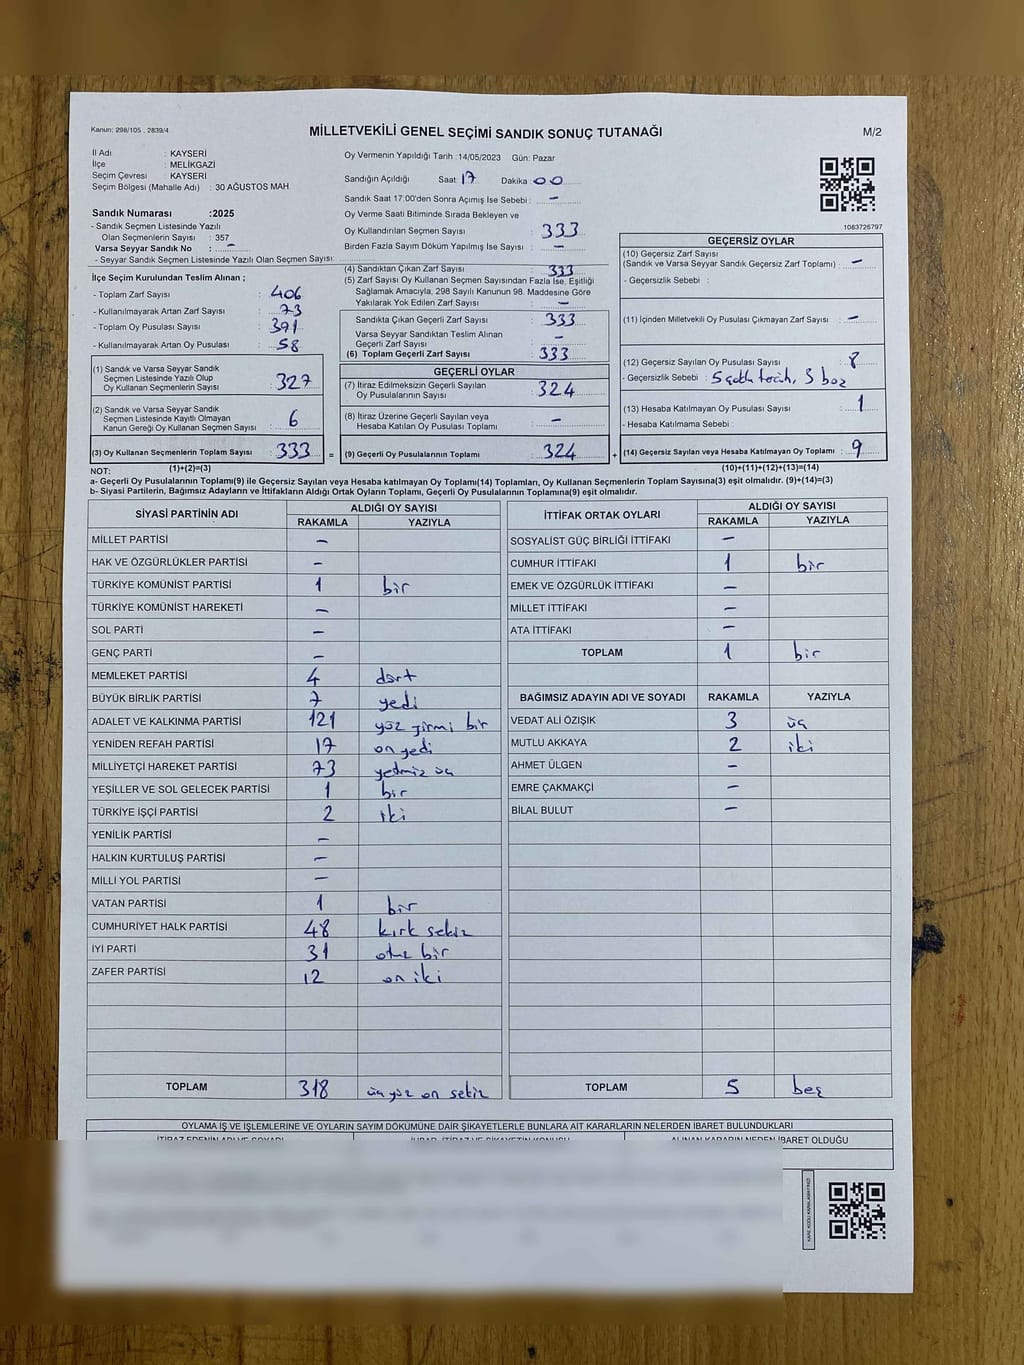 Kanun: 298/105 , 2839/4
MİLLETVEKİLİ GENEL SEÇİMİ SANDIK SONUÇ TUTANAĞI
M/2
İl Adı : KAYSERİ
İlçe : MELİKGAZİ
Seçim Çevresi : KAYSERİ
Seçim Bölgesi (Mahalle Adı) : 30 AĞUSTOS MAH
Sandık Numarası :2025
- Sandık Seçmen Listesinde Yazılı
Olan Seçmenlerin Sayısı : 357
Varsa Seyyar Sandık No : –
- Seyyar Sandık Seçmen Listesinde Yazılı Olan Seçmen Sayısı:
Oy Vermenin Yapıldığı Tarih :14/05/2023 Gün: Pazar
Sandığın Açıldığı Saat :17 Dakika :00
Sandık Saat 17:00'den Sonra Açımış İse Sebebi : –
Oy Verme Saati Bitiminde Sırada Bekleyen ve
Oy Kullandırılan Seçmen Sayısı : 333
Birden Fazla Sayım Döküm Yapılmış İse Sayısı : –
1083726797
İlçe Seçim Kurulundan Teslim Alınan ;
- Toplam Zarf Sayısı : 406
- Kullanılmayarak Artan Zarf Sayısı : 73
- Toplam Oy Pusulası Sayısı : 391
- Kullanılmayarak Artan Oy Pusulası : 58
(1) Sandık ve Varsa Seyyar Sandık
Seçmen Listesinde Yazılı Olup
Oy Kullanan Seçmenlerin Sayısı : 327
(2) Sandık ve Varsa Seyyar Sandık
Seçmen Listesinde Kayıtlı Olmayan
Kanun Gereği Oy Kullanan Seçmen Sayısı : 6
(3) Oy Kullanan Seçmenlerin Toplam Sayısı : 333
(4) Sandıktan Çıkan Zarf Sayısı : 333
(5) Zarf Sayısı Oy Kullanan Seçmen Sayısından Fazla İse, Eşitliği
Sağlamak Amacıyla; 298 Sayılı Kanunun 98. Maddesine Göre
Yakılarak Yok Edilen Zarf Sayısı : –
Sandıkta Çıkan Geçerli Zarf Sayısı : 333
Varsa Seyyar Sandıktan Teslim Alınan
Geçerli Zarf Sayısı : –
(6) Toplam Geçerli Zarf Sayısı : 333
GEÇERLİ OYLAR
(7) İtiraz Edilmeksizin Geçerli Sayılan
Oy Pusulalarının Sayısı : 324
(8) İtiraz Üzerine Geçerli Sayılan veya
Hesaba Katılan Oy Pusulası Toplamı : –
= (9) Geçerli Oy Pusulalarının Toplamı : 324 +
GEÇERSİZ OYLAR
(10) Geçersiz Zarf Sayısı
(Sandık ve Varsa Seyyar Sandık Geçersiz Zarf Toplamı) : –
- Geçersizlik Sebebi :
(11) İçinden Milletvekili Oy Pusulası Çıkmayan Zarf Sayısı : –
(12) Geçersiz Sayılan Oy Pusulası Sayısı : 8
- Geçersizlik Sebebi : 5 çoklu tercih, 3 boş
(13) Hesaba Katılmayan Oy Pusulası Sayısı : 1
- Hesaba Katılmama Sebebi :
(14) Geçersiz Sayılan veya Hesaba Katılmayan Oy Toplamı : 9
NOT: (1)+(2)=(3) (10)+(11)+(12)+(13)=(14)
a- Geçerli Oy Pusulasının Toplamı(9) ile Geçersiz Sayılan veya Hesaba katılmayan Oy Toplamı(14) Toplamları, Oy Kullanan Seçmenlerin Toplam Sayısına(3) eşit olmalıdır. (9)+(14)=(3)
b- Siyasi Partilerin, Bağımsız Adayların ve İttifakların Aldığı Ortak Oyların Toplamı, Geçerli Oy Pusulalarının Toplamına(9) eşit olmalıdır.
SİYASİ PARTİNİN ADI ALDIĞI OY SAYISI
RAKAMLA YAZIYLA
MİLLET PARTİSİ –
HAK VE ÖZGÜRLÜKLER PARTİSİ –
TÜRKİYE KOMÜNİST PARTİSİ 1 bir
TÜRKİYE KOMÜNİST HAREKETİ –
SOL PARTİ –
GENÇ PARTİ –
MEMLEKET PARTİSİ 4 dört
BÜYÜK BİRLİK PARTİSİ 7 yedi
ADALET VE KALKINMA PARTİSİ 121 yüz yirmi bir
YENİDEN REFAH PARTİSİ 17 on yedi
MİLLİYETÇİ HAREKET PARTİSİ 73 yetmiş üç
YEŞİLLER VE SOL GELECEK PARTİSİ 1 bir
TÜRKİYE İŞÇİ PARTİSİ 2 iki
YENİLİK PARTİSİ –
HALKIN KURTULUŞ PARTİSİ –
MİLLİ YOL PARTİSİ –
VATAN PARTİSİ 1 bir
CUMHURİYET HALK PARTİSİ 48 kırk sekiz
İYİ PARTİ 31 otuz bir
ZAFER PARTİSİ 12 on iki
TOPLAM 318 üç yüz on sekiz
İTTİFAK ORTAK OYLARI ALDIĞI OY SAYISI
RAKAMLA YAZIYLA
SOSYALİST GÜÇ BİRLİĞİ İTTİFAKI –
CUMHUR İTTİFAKI 1 bir
EMEK VE ÖZGÜRLÜK İTTİFAKI –
MİLLET İTTİFAKI –
ATA İTTİFAKI –
TOPLAM 1 bir
BAĞIMSIZ ADAYIN ADI VE SOYADI RAKAMLA YAZIYLA
VEDAT ALİ ÖZIŞIK 3 üç
MUTLU AKKAYA 2 iki
AHMET ÜLGEN –
EMRE ÇAKMAKÇİ –
BİLAL BULUT –
TOPLAM 5 beş
OYLAMA İŞ VE İŞLEMLERİNE VE OYLARIN SAYIM DÖKÜMÜNE DAİR ŞİKAYETLERLE BUNLARA AİT KARARLARIN NELERDEN İBARET BULUNDUKLARI
İTİRAZ EDENİN ADI VE SOYADI İHBAR, İTİRAZ VE ŞİKAYETİN KONUSU ALINAN KARARIN NEDEN İBARET OLDUĞU